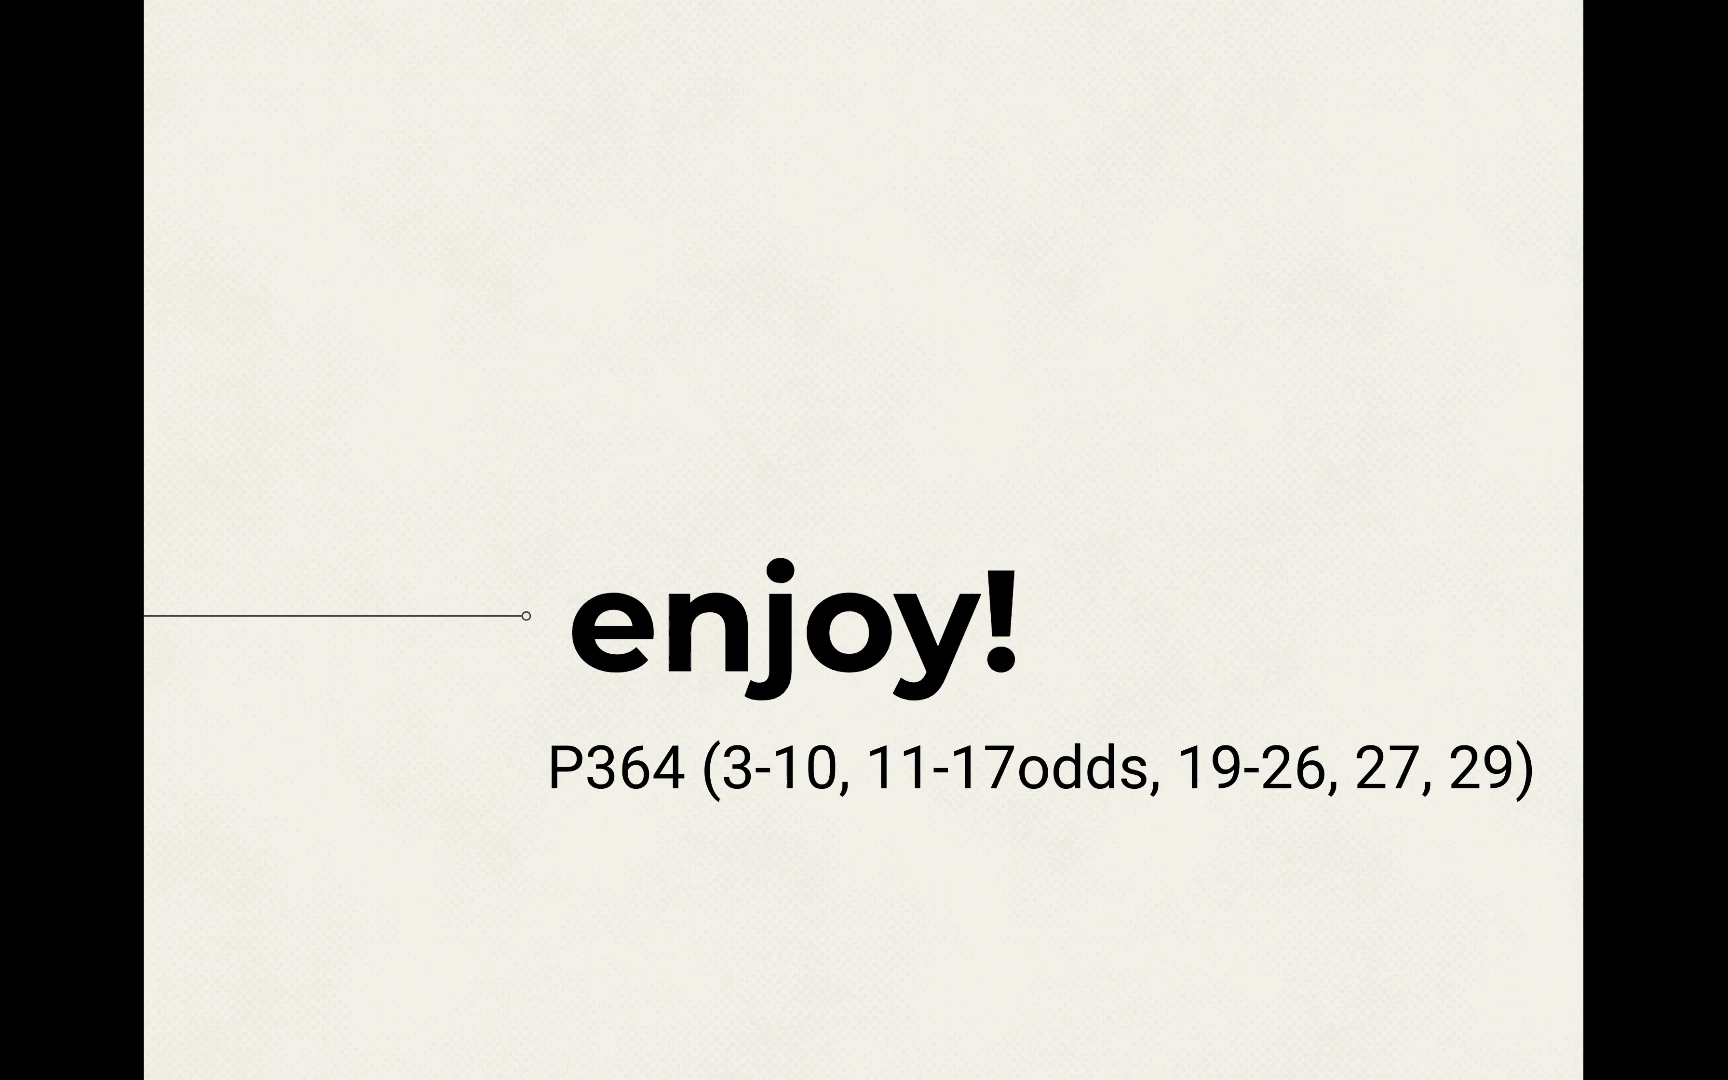 enjoy!
P364 (3-10, 11-17odds, 19-26, 27, 29)